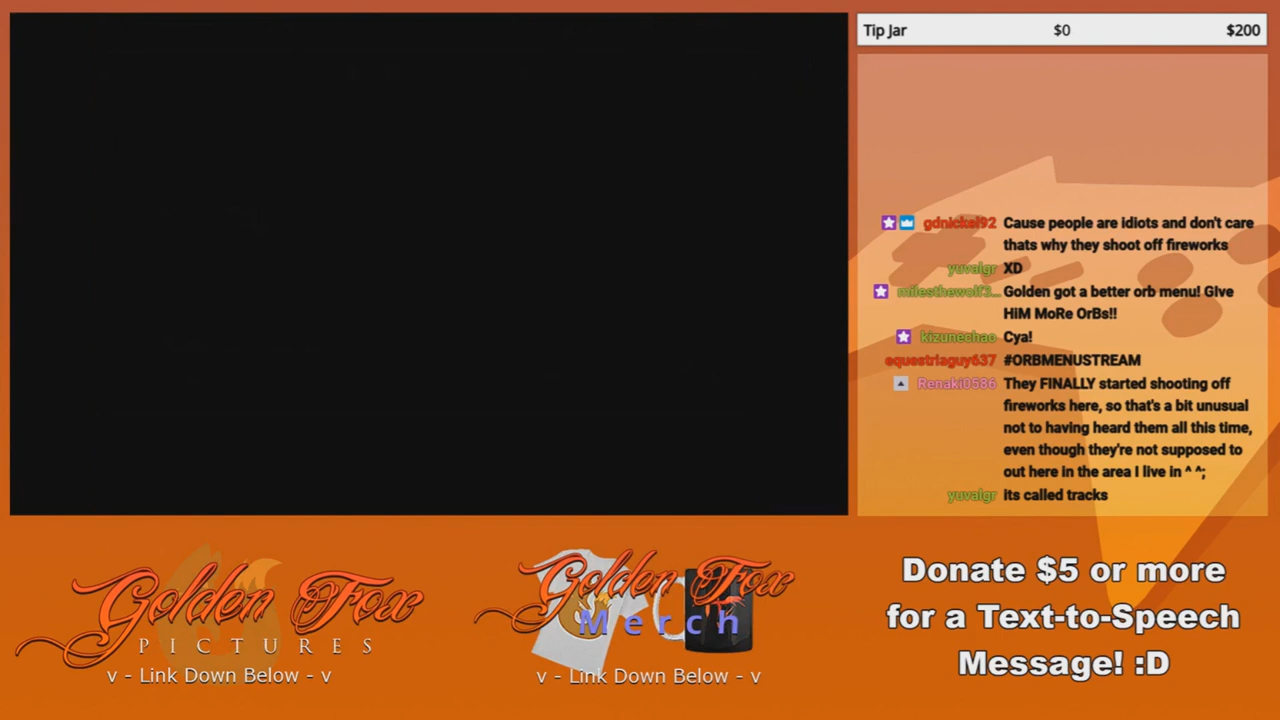 Tip Jar $0 $200
gdnickel92 Cause people are idiots and don't care
thats why they shoot off fireworks
yuvalgr XD
milesthewolf3... Golden got a better orb menu! GIve
HiM MoRe OrBs!!
kizunechao Cya!
equestriaguy637 #ORBMENUSTREAM
Renaki0586 They FINALLY started shooting off
fireworks here, so that's a bit unusual
not to having heard them all this time,
even though they're not supposed to
out here in the area I live in ^ ^;
yuvalgr its called tracks
Golden Fox
PICTURES
v - Link Down Below - v
Golden Fox
Merch
v - Link Down Below - v
Donate $5 or more
for a Text-to-Speech
Message! :D